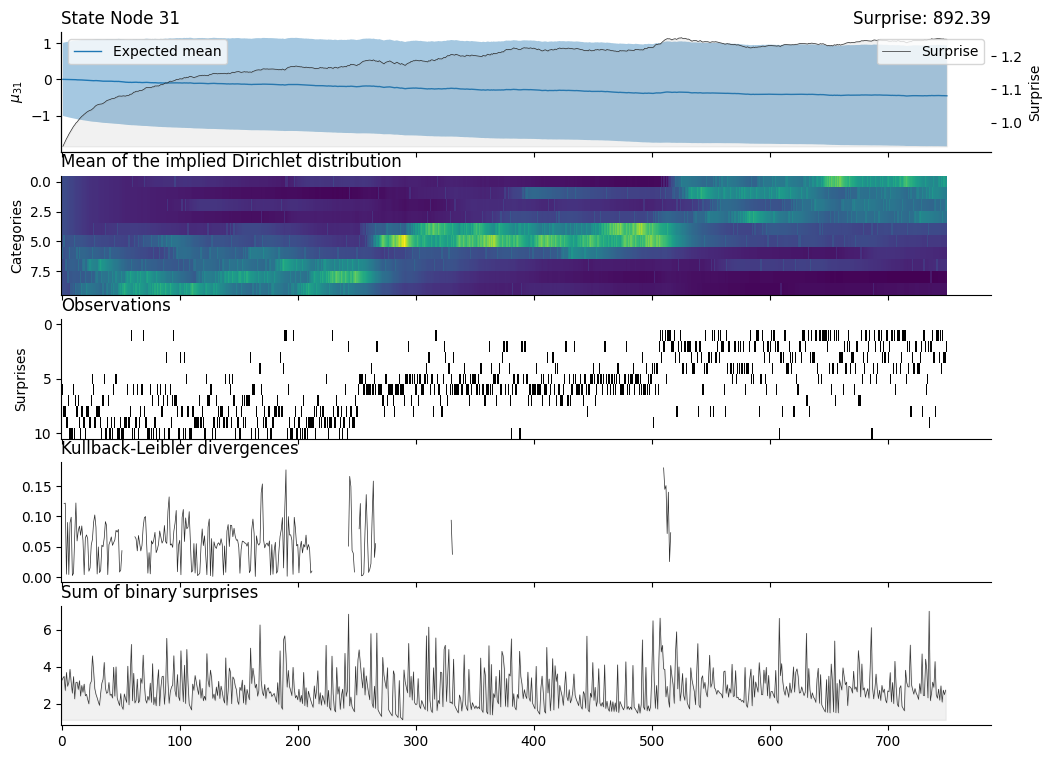 State Node 31 Surprise: 892.39
1
0
−1
μ31
Expected mean
Surprise
1.2
1.1
1.0
Surprise
Mean of the implied Dirichlet distribution
0.0
2.5
5.0
7.5
Categories
Observations
0
5
10
Surprises
Kullback-Leibler divergences
0.15
0.10
0.05
0.00
Sum of binary surprises
6
4
2
0 100 200 300 400 500 600 700